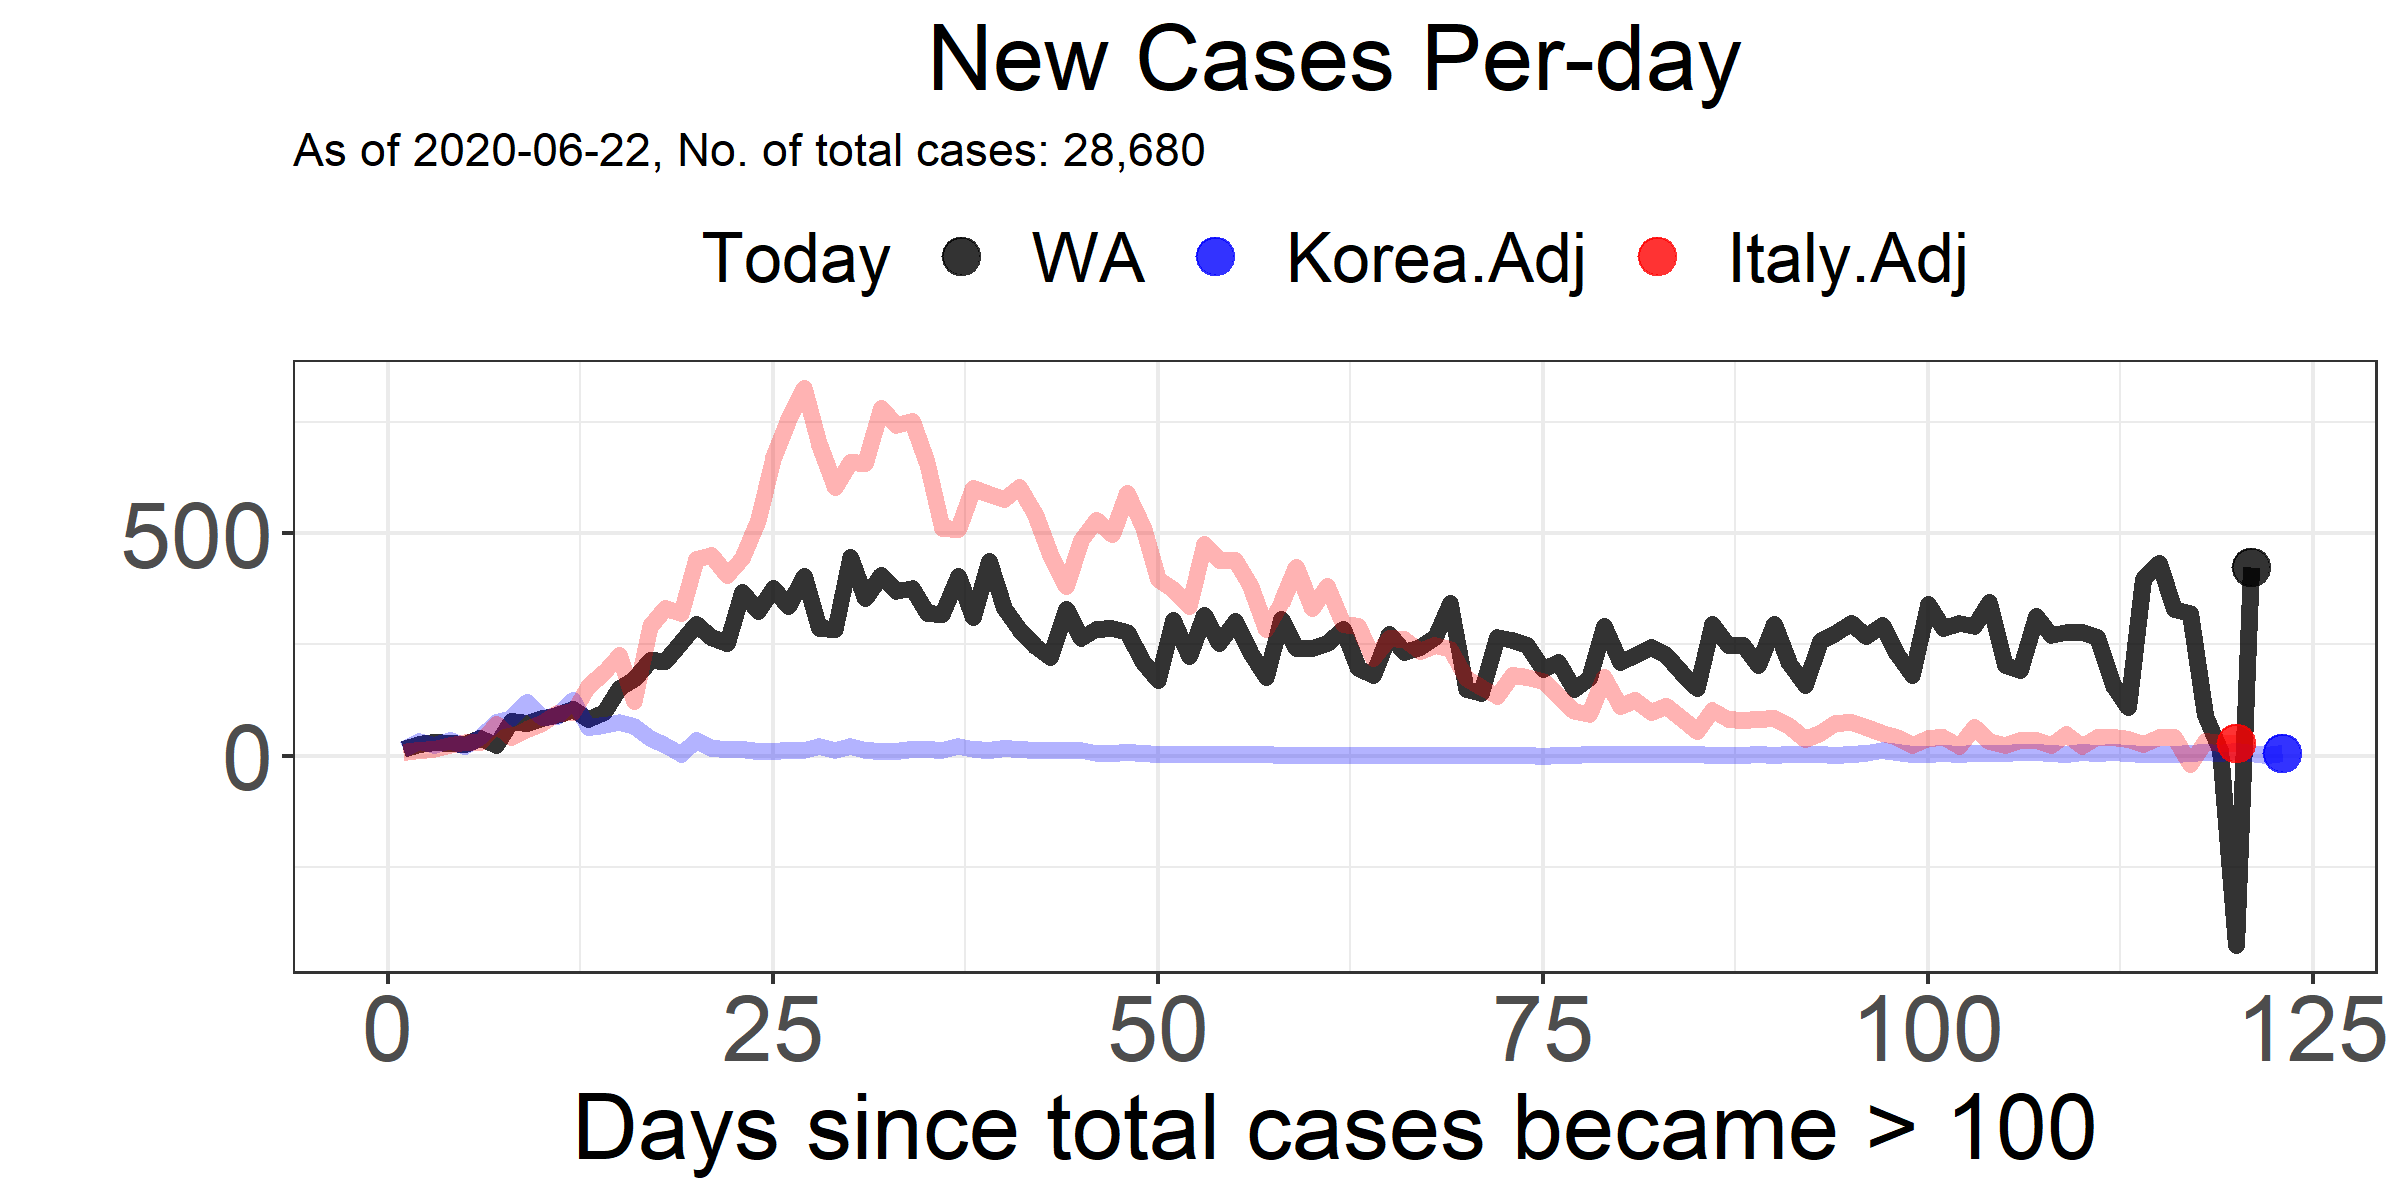 New Cases Per-day
As of 2020-06-22, No. of total cases: 28,680
Today WA Korea.Adj Italy.Adj
500
0
0 25 50 75 100 125
Days since total cases became > 100